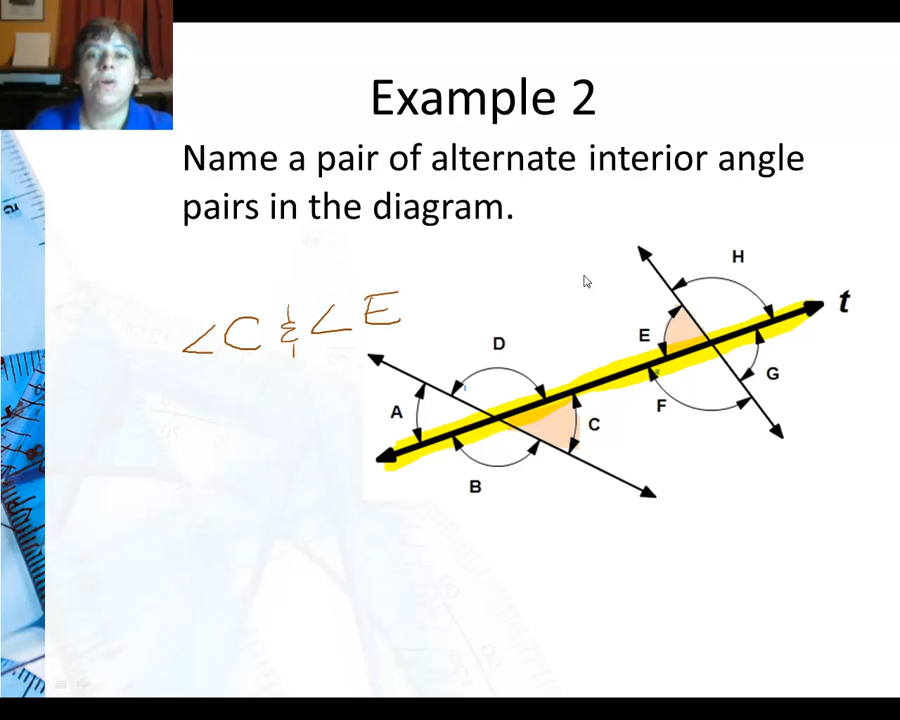 Example 2
Name a pair of alternate interior angle
pairs in the diagram.
∠C & ∠E
H
t
E
D
G
F
A
C
B